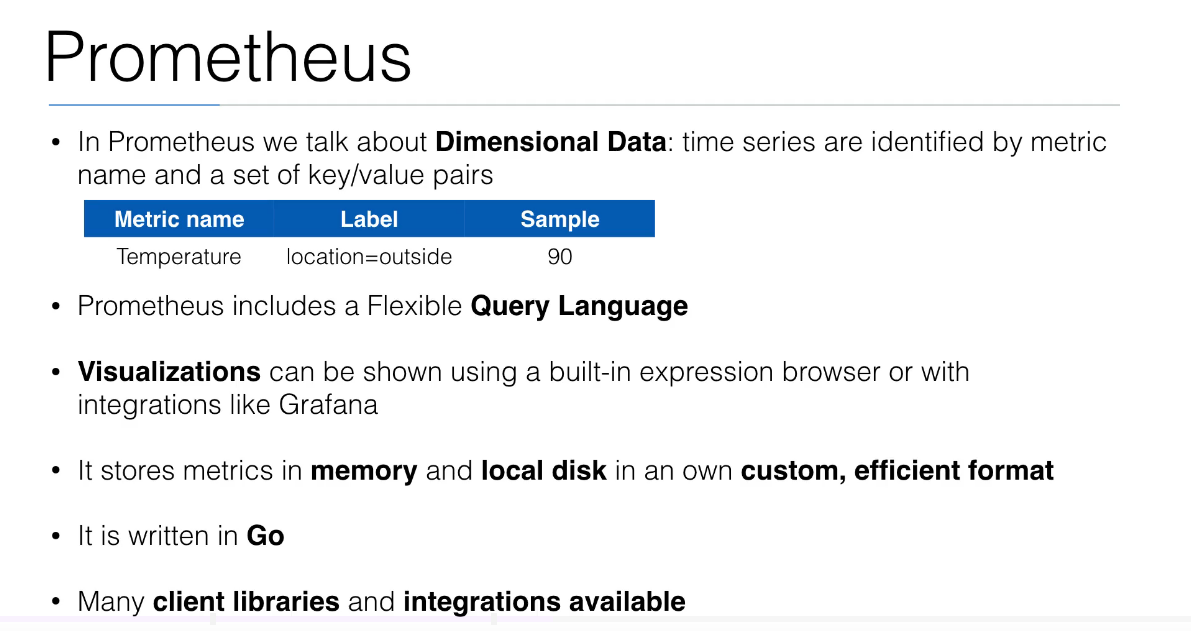 Prometheus
• In Prometheus we talk about Dimensional Data: time series are identified by metric
name and a set of key/value pairs
Metric name Label Sample
Temperature location=outside 90
• Prometheus includes a Flexible Query Language
• Visualizations can be shown using a built-in expression browser or with
integrations like Grafana
• It stores metrics in memory and local disk in an own custom, efficient format
• It is written in Go
• Many client libraries and integrations available